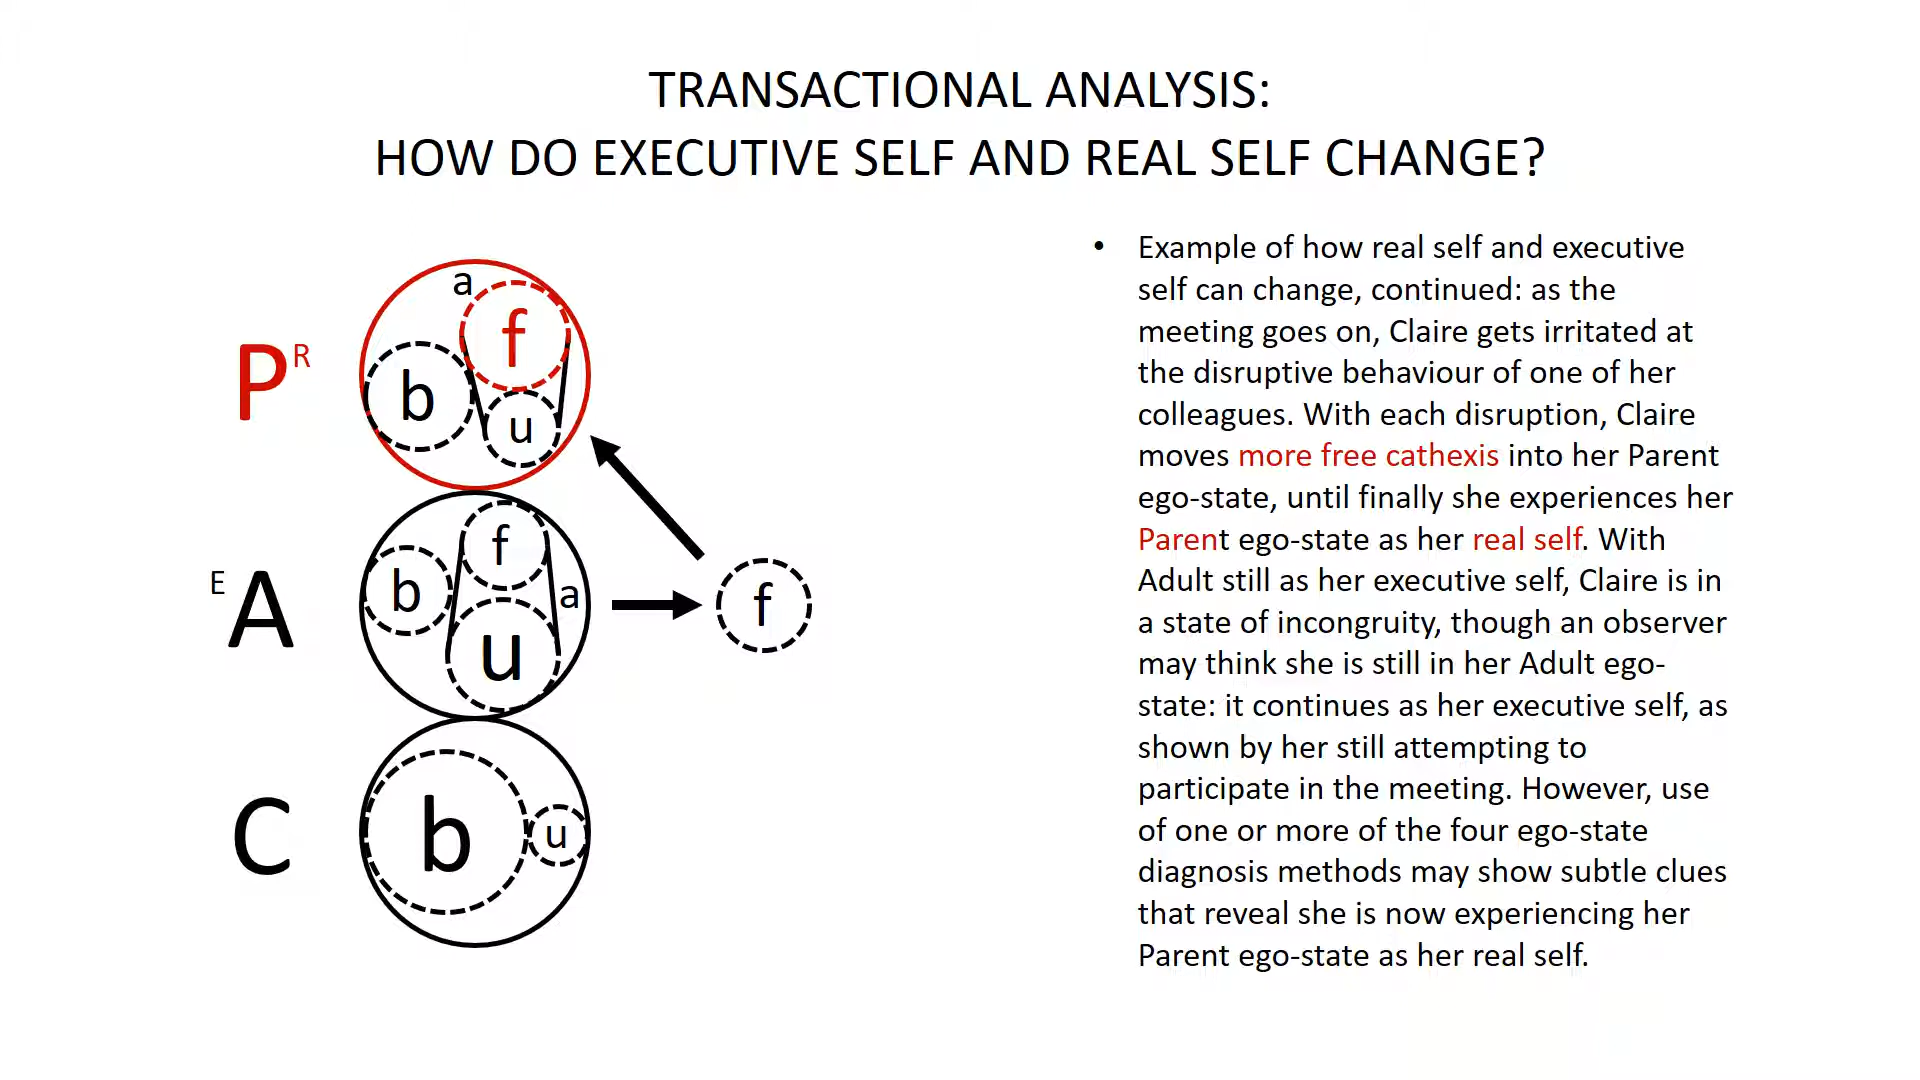 TRANSACTIONAL ANALYSIS:
HOW DO EXECUTIVE SELF AND REAL SELF CHANGE?
a
f
P R
b
u
f
b
a
E A
f
u
C
b
u
• Example of how real self and executive
self can change, continued: as the
meeting goes on, Claire gets irritated at
the disruptive behaviour of one of her
colleagues. With each disruption, Claire
moves more free cathexis into her Parent
ego-state, until finally she experiences her
Parent ego-state as her real self. With
Adult still as her executive self, Claire is in
a state of incongruity, though an observer
may think she is still in her Adult ego-
state: it continues as her executive self, as
shown by her still attempting to
participate in the meeting. However, use
of one or more of the four ego-state
diagnosis methods may show subtle clues
that reveal she is now experiencing her
Parent ego-state as her real self.